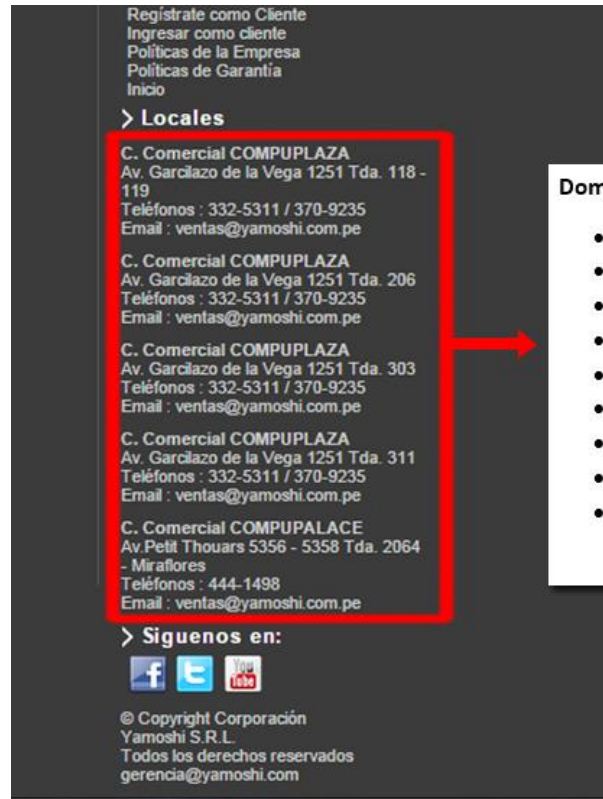 Regístrate como Cliente
Ingresar como cliente
Políticas de la Empresa
Políticas de Garantía
Inicio
> Locales
C. Comercial COMPUPLAZA
Av. Garcilazo de la Vega 1251 Tda. 118 -
119
Teléfonos : 332-5311 / 370-9235
Email : ventas@yamoshi.com.pe
C. Comercial COMPUPLAZA
Av. Garcilazo de la Vega 1251 Tda. 206
Teléfonos : 332-5311 / 370-9235
Email : ventas@yamoshi.com.pe
C. Comercial COMPUPLAZA
Av. Garcilazo de la Vega 1251 Tda. 303
Teléfonos : 332-5311 / 370-9235
Email : ventas@yamoshi.com.pe
C. Comercial COMPUPLAZA
Av. Garcilazo de la Vega 1251 Tda. 311
Teléfonos : 332-5311 / 370-9235
Email : ventas@yamoshi.com.pe
C. Comercial COMPUPALACE
Av.Petit Thouars 5356 - 5358 Tda. 2064
- Miraflores
Teléfonos : 444-1498
Email : ventas@yamoshi.com.pe
> Siguenos en:
You Tube
© Copyright Corporación
Yamoshi S.R.L.
Todos los derechos reservados
gerencia@yamoshi.com
Dom